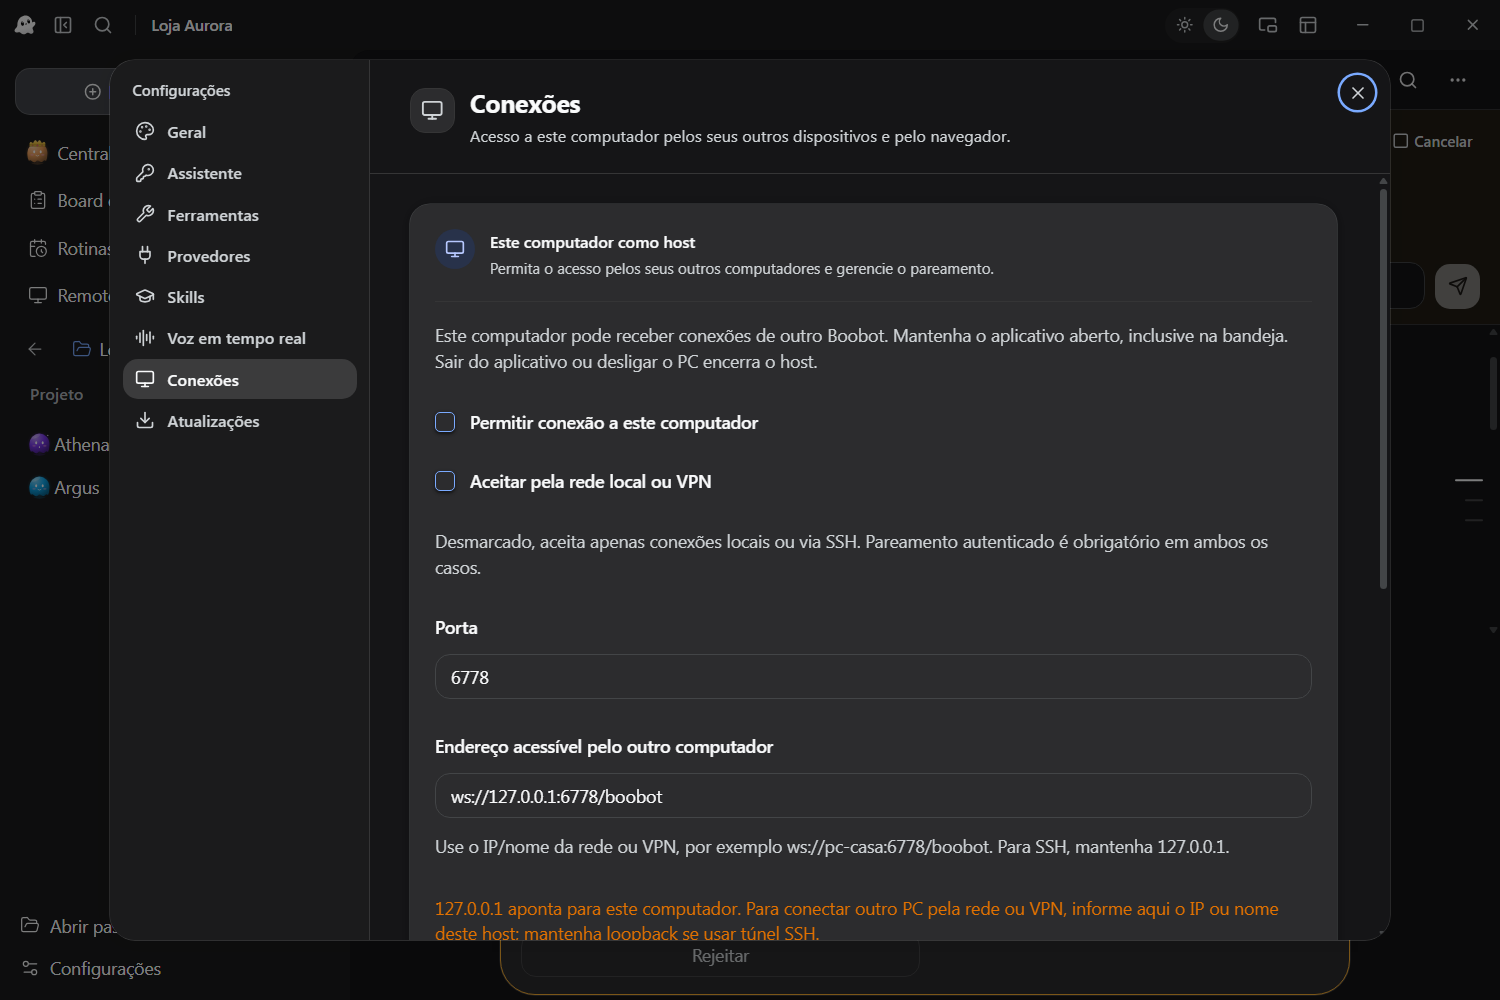 Loja Aurora
Configurações
Geral
Assistente
Ferramentas
Provedores
Skills
Voz em tempo real
Conexões
Atualizações
Central
Board
Rotinas
Remoto
Projeto
Athena
Argus
Abrir
Configurações
Conexões
Acesso a este computador pelos seus outros dispositivos e pelo navegador.
Cancelar
Este computador como host
Permita o acesso pelos seus outros computadores e gerencie o pareamento.
Este computador pode receber conexões de outro Boobot. Mantenha o aplicativo aberto, inclusive na bandeja.
Sair do aplicativo ou desligar o PC encerra o host.
Permitir conexão a este computador
Aceitar pela rede local ou VPN
Desmarcado, aceita apenas conexões locais ou via SSH. Pareamento autenticado é obrigatório em ambos os
casos.
Porta
6778
Endereço acessível pelo outro computador
ws://127.0.0.1:6778/boobot
Use o IP/nome da rede ou VPN, por exemplo ws://pc-casa:6778/boobot. Para SSH, mantenha 127.0.0.1.
127.0.0.1 aponta para este computador. Para conectar outro PC pela rede ou VPN, informe aqui o IP ou nome
deste host; mantenha loopback se usar túnel SSH.
Rejeitar